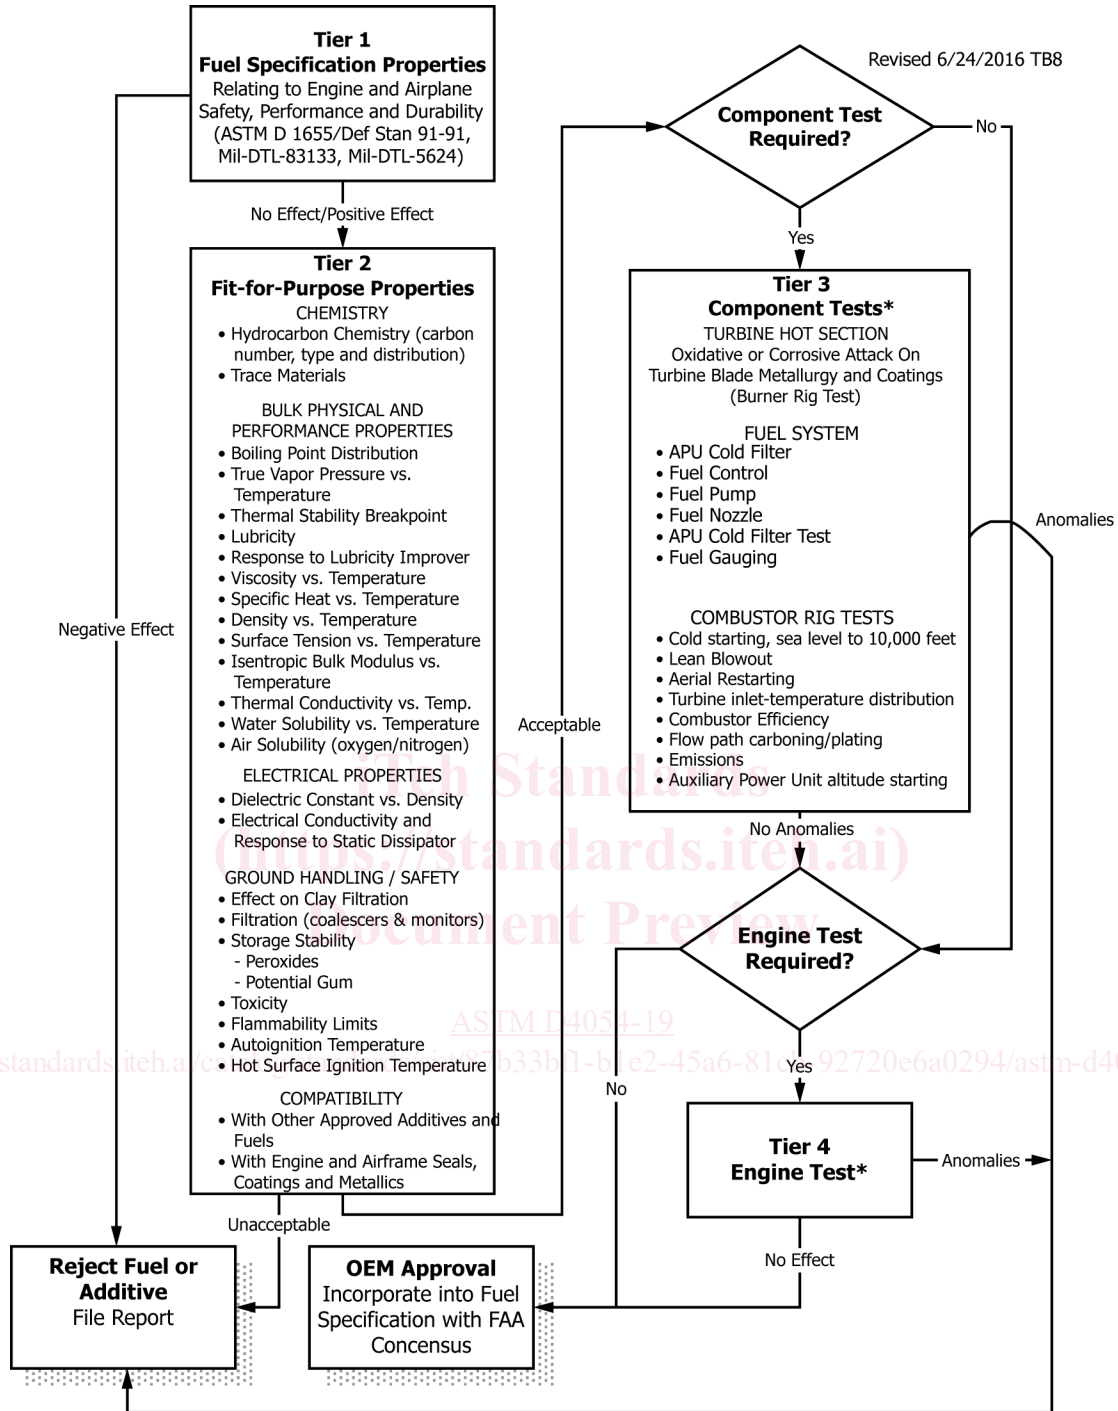 Tier 1
Fuel Specification Properties
Relating to Engine and Airplane
Safety, Performance and Durability
(ASTM D 1655/Def Stan 91-91,
Mil-DTL-83133, Mil-DTL-5624)
No Effect/Positive Effect
Negative Effect
Tier 2
Fit-for-Purpose Properties
CHEMISTRY
• Hydrocarbon Chemistry (carbon
number, type and distribution)
• Trace Materials
BULK PHYSICAL AND
PERFORMANCE PROPERTIES
• Boiling Point Distribution
• True Vapor Pressure vs.
Temperature
• Thermal Stability Breakpoint
• Lubricity
• Response to Lubricity Improver
• Viscosity vs. Temperature
• Specific Heat vs. Temperature
• Density vs. Temperature
• Surface Tension vs. Temperature
• Isentropic Bulk Modulus vs.
Temperature
• Thermal Conductivity vs. Temp.
• Water Solubility vs. Temperature
• Air Solubility (oxygen/nitrogen)
ELECTRICAL PROPERTIES
• Dielectric Constant vs. Density
• Electrical Conductivity and
Response to Static Dissipator
GROUND HANDLING / SAFETY
• Effect on Clay Filtration
• Filtration (coalescers & monitors)
• Storage Stability
- Peroxides
- Potential Gum
• Toxicity
• Flammability Limits
• Autoignition Temperature
• Hot Surface Ignition Temperature
COMPATIBILITY
• With Other Approved Additives and
Fuels
• With Engine and Airframe Seals,
Coatings and Metallics
Unacceptable
Acceptable
Reject Fuel or
Additive
File Report
Revised 6/24/2016 TB8
Component Test
Required?
No
Yes
Tier 3
Component Tests*
TURBINE HOT SECTION
Oxidative or Corrosive Attack On
Turbine Blade Metallurgy and Coatings
(Burner Rig Test)
FUEL SYSTEM
• APU Cold Filter
• Fuel Control
• Fuel Pump
• Fuel Nozzle
• APU Cold Filter Test
• Fuel Gauging
COMBUSTOR RIG TESTS
• Cold starting, sea level to 10,000 feet
• Lean Blowout
• Aerial Restarting
• Turbine inlet-temperature distribution
• Combustor Efficiency
• Flow path carboning/plating
• Emissions
• Auxiliary Power Unit altitude starting
Anomalies
No Anomalies
Engine Test
Required?
No
Yes
Tier 4
Engine Test*
Anomalies
No Effect
OEM Approval
Incorporate into Fuel
Specification with FAA
Concensus
iTeh Standards
(https://standards.iteh.ai)
Document Preview
ASTM D4054-19